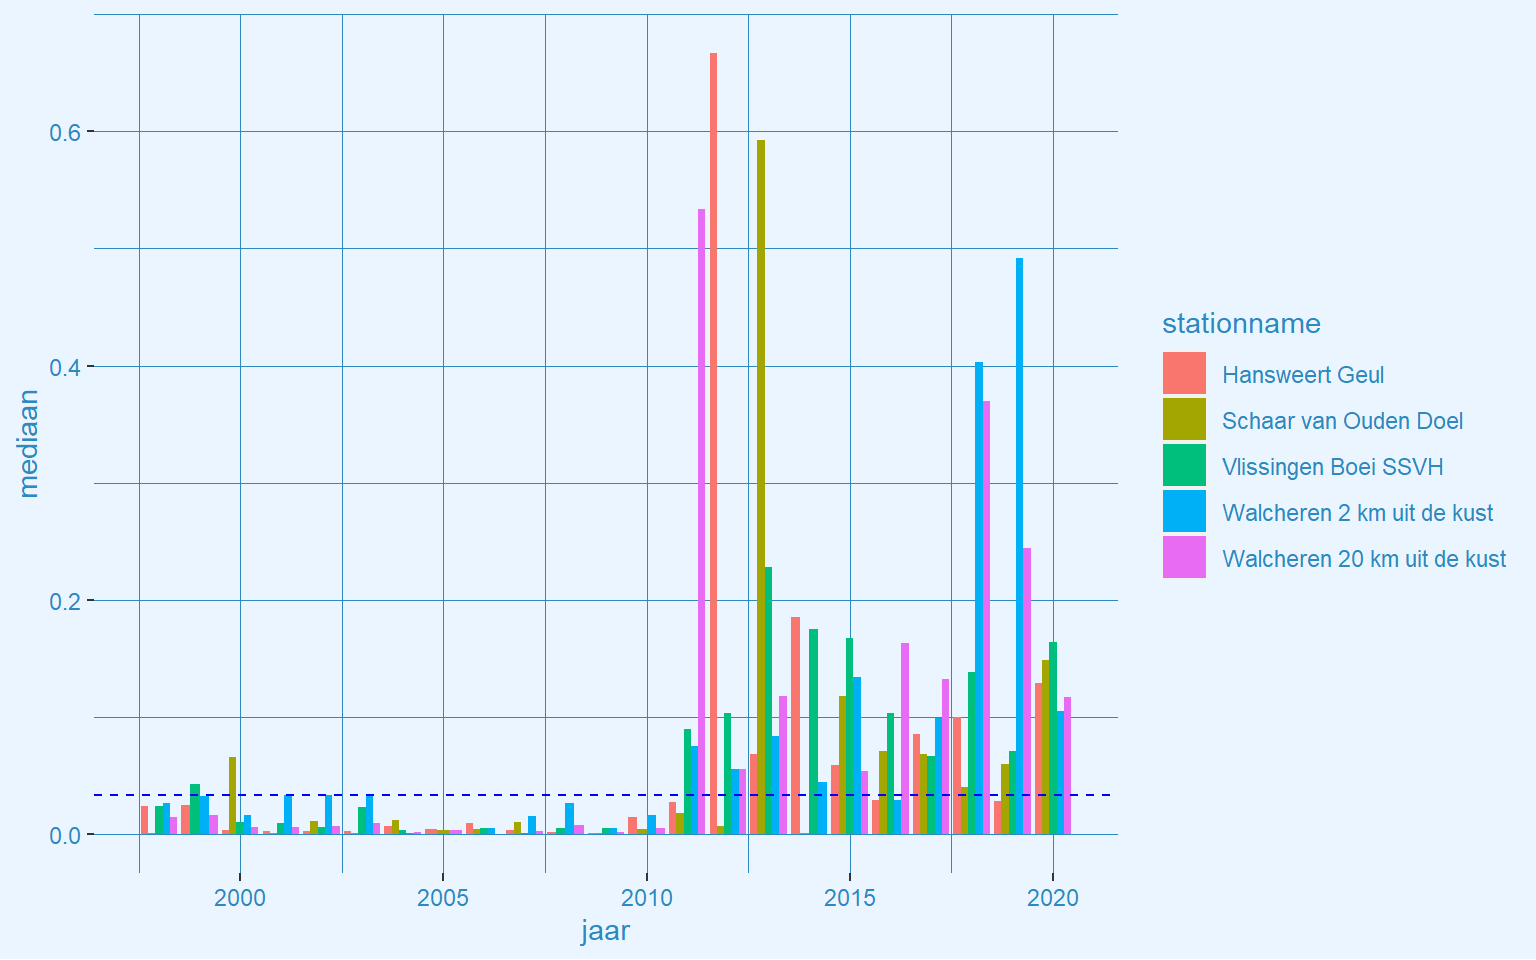 0.6
0.4
0.2
0.0
mediaan
2000
2005
2010
2015
2020
jaar
stationname
Hansweert Geul
Schaar van Ouden Doel
Vlissingen Boei SSVH
Walcheren 2 km uit de kust
Walcheren 20 km uit de kust